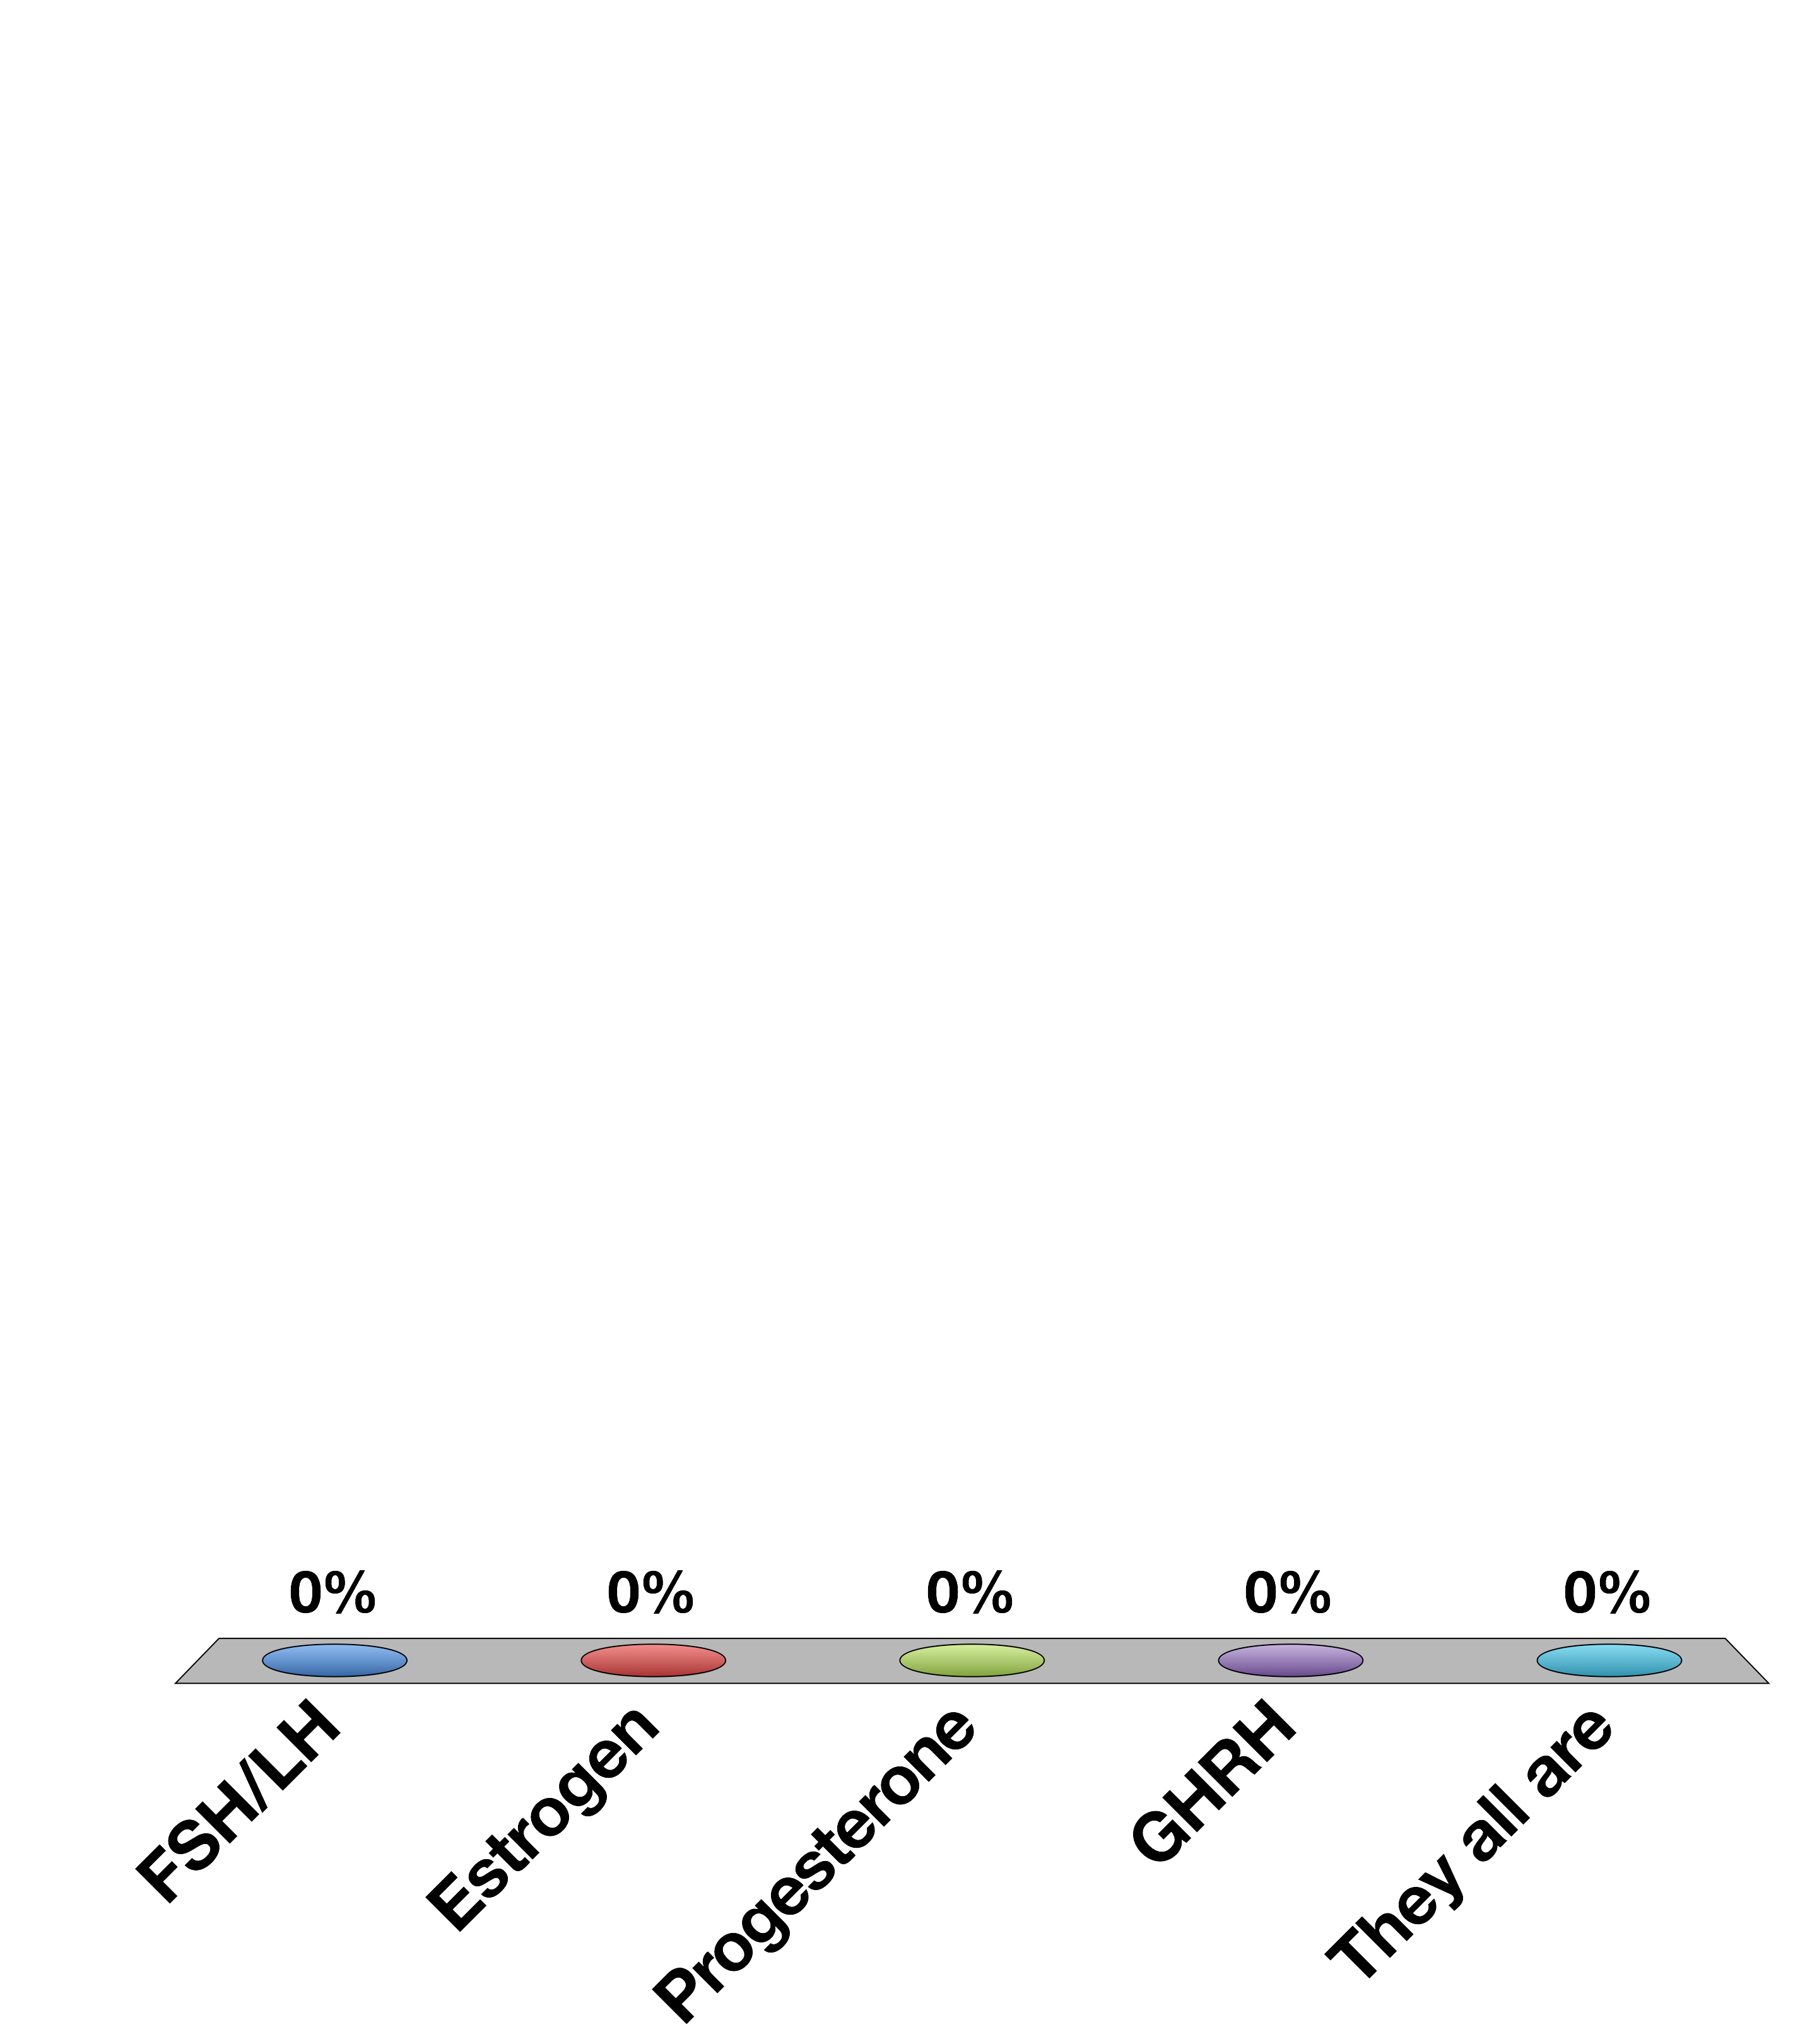 0% 0% 0% 0% 0%
FSH/LH
Estrogen
Progesterone
GHRH
They all are